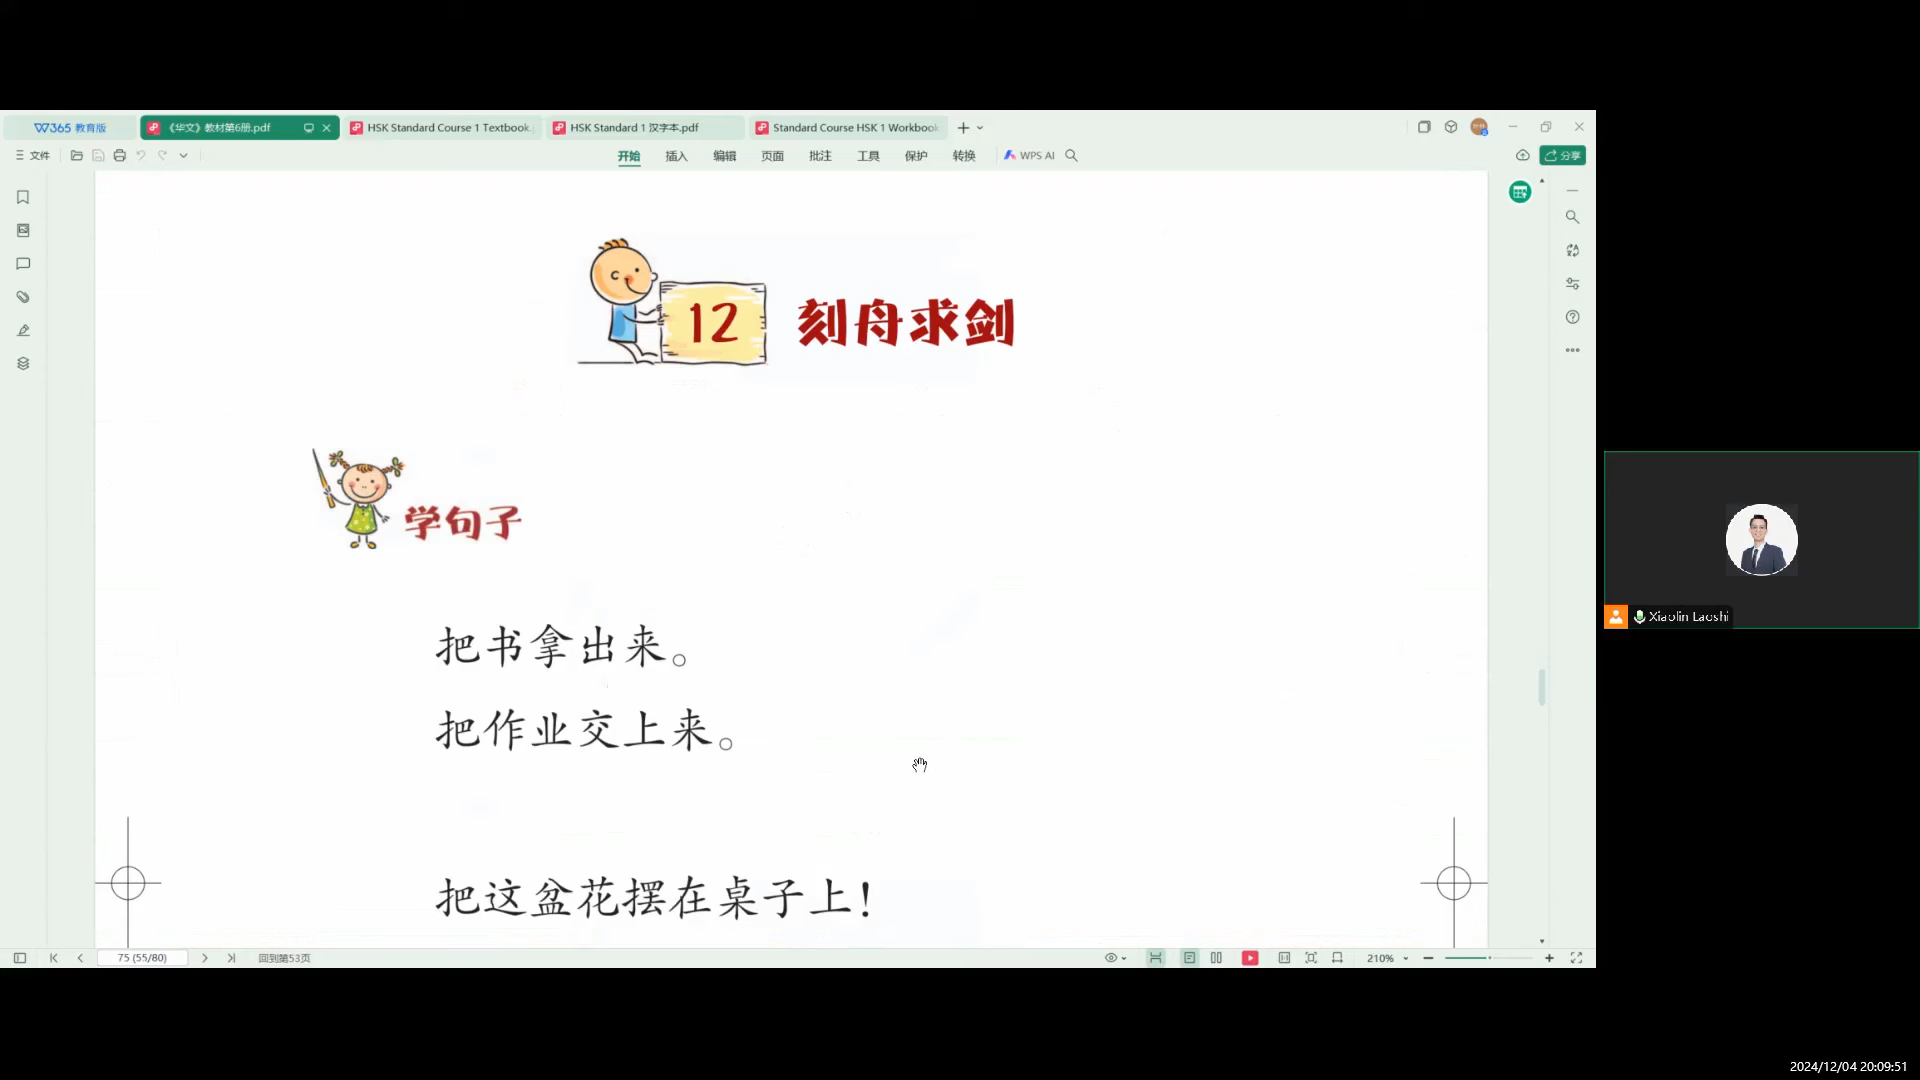 W365 教育版
《华文》教材第6册.pdf
HSK Standard Course 1 Textbook.
HSK Standard 1 汉字本.pdf
Standard Course HSK 1 Workbook
文件
开始 插入 编辑 页面 批注 工具 保护 转换 WPS AI
分享
12 刻舟求剑
学句子
把书拿出来。
把作业交上来。
把这盆花摆在桌子上!
Xiaolin Laoshi
75 (55/80)
回到第53页
210%
2024/12/04 20:09:51